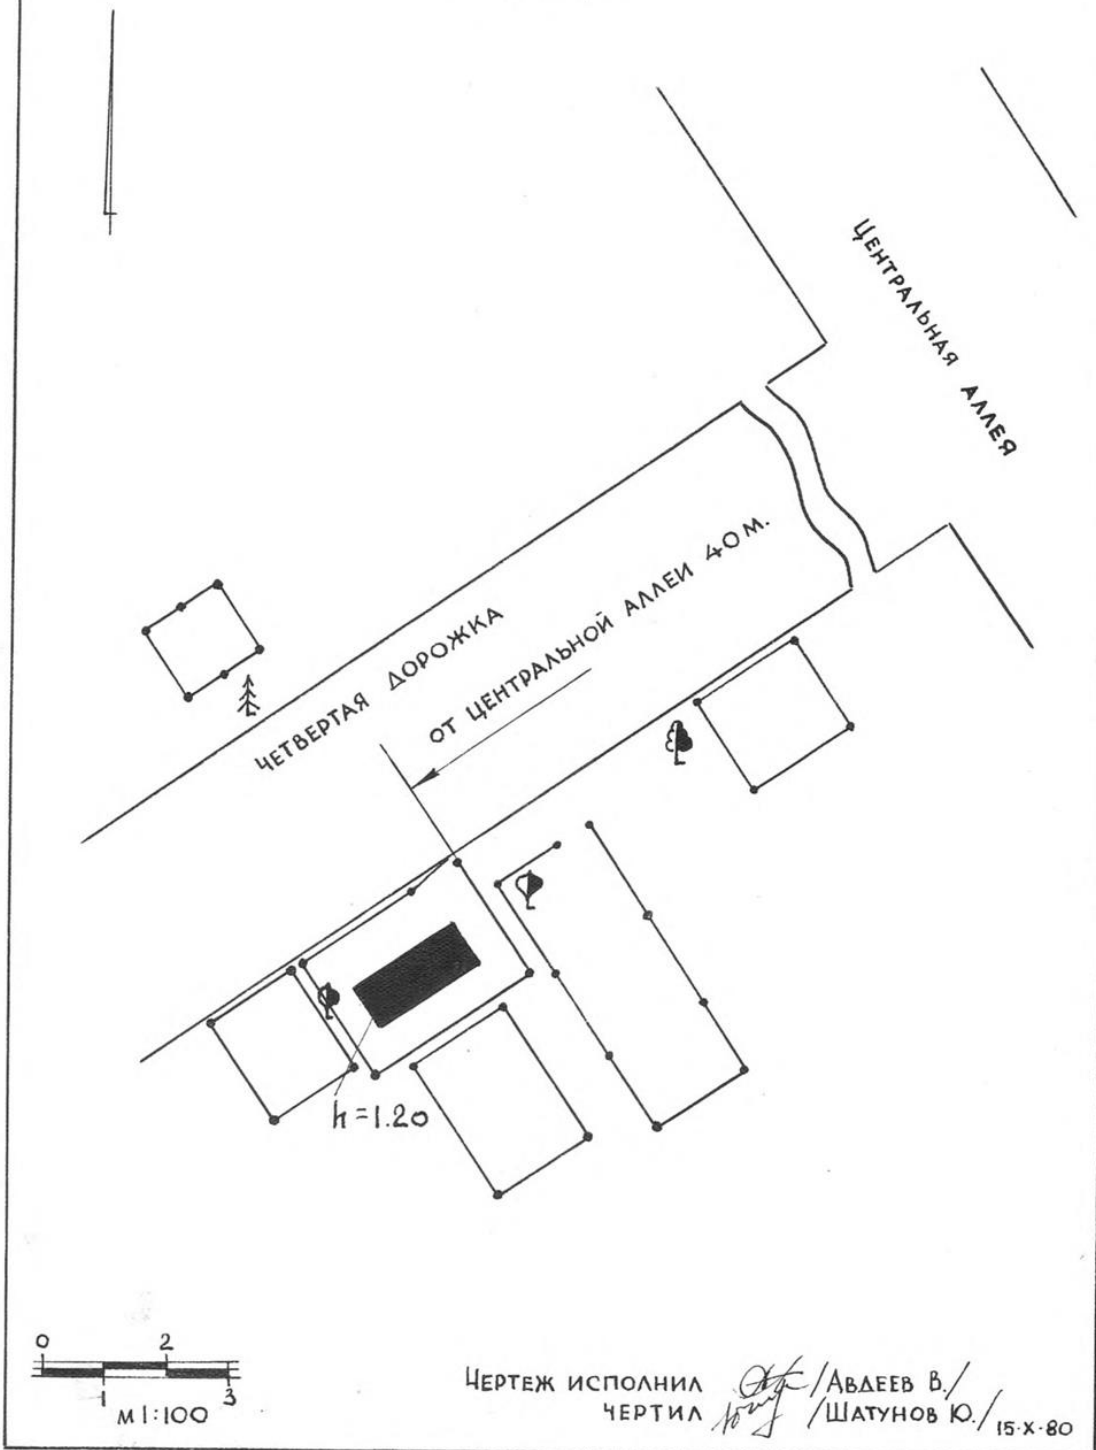 ЦЕНТРАЛЬНАЯ АЛЛЕЯ
ЧЕТВЕРТАЯ ДОРОЖКА
ОТ ЦЕНТРАЛЬНОЙ АЛЛЕИ 40 М.
h=1.20
0 2
1 3
М 1:100
ЧЕРТЕЖ ИСПОЛНИЛ /АВДЕЕВ В./
ЧЕРТИЛ /ШАТУНОВ Ю./ 15·X·80